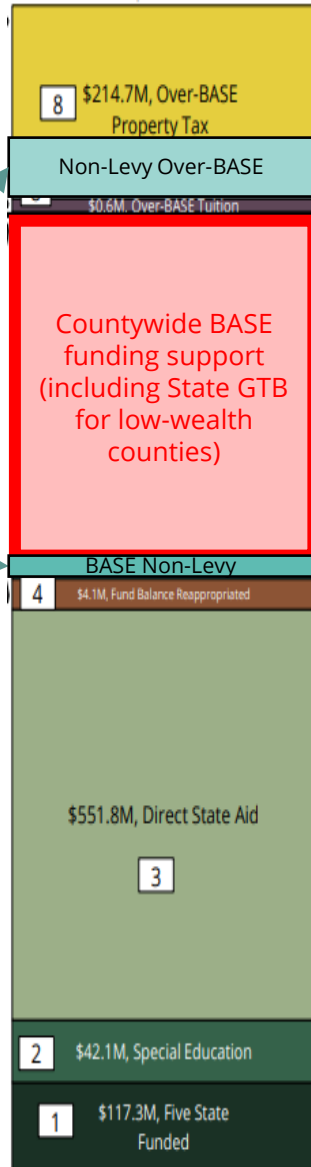 8
$214.7M, Over-BASE
Property Tax
Non-Levy Over-BASE
$0.6M. Over-BASE Tuition
Countywide BASE
funding support
(including State GTB
for low-wealth
counties)
BASE Non-Levy
4
$4.1M, Fund Balance Reappropriated
$551.8M, Direct State Aid
3
2
$42.1M, Special Education
1
$117.3M, Five State
Funded